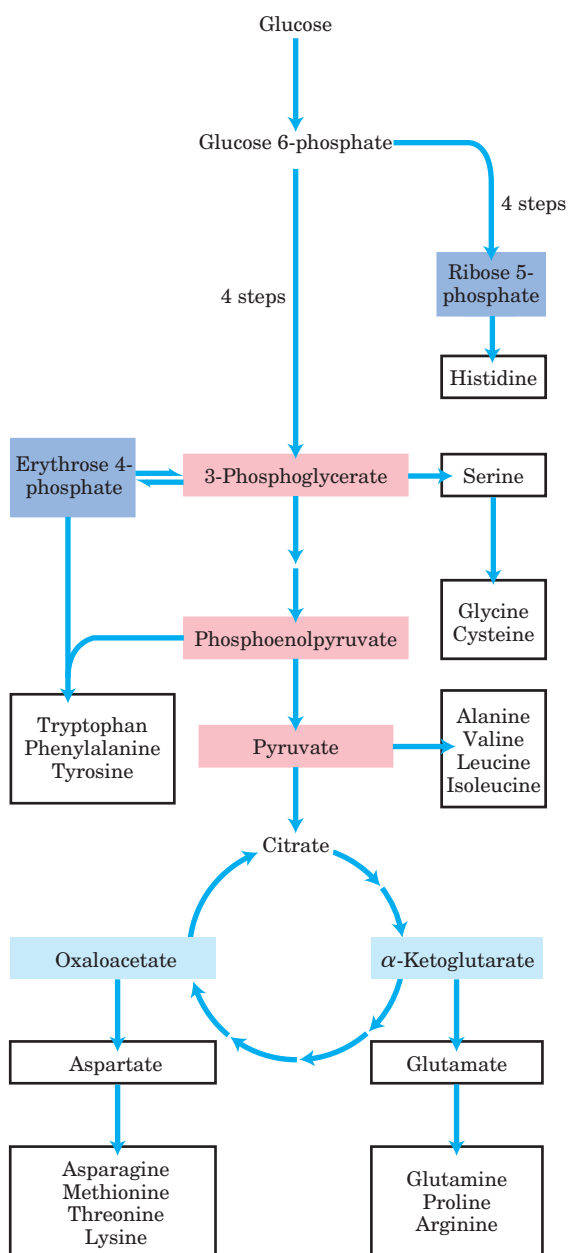 Glucose
Glucose 6-phosphate
4 steps
Ribose 5-
phosphate
4 steps
Histidine
Erythrose 4-
phosphate
3-Phosphoglycerate
Serine
Glycine
Cysteine
Phosphoenolpyruvate
Tryptophan
Phenylalanine
Tyrosine
Pyruvate
Alanine
Valine
Leucine
Isoleucine
Citrate
Oxaloacetate
α-Ketoglutarate
Aspartate
Glutamate
Asparagine
Methionine
Threonine
Lysine
Glutamine
Proline
Arginine